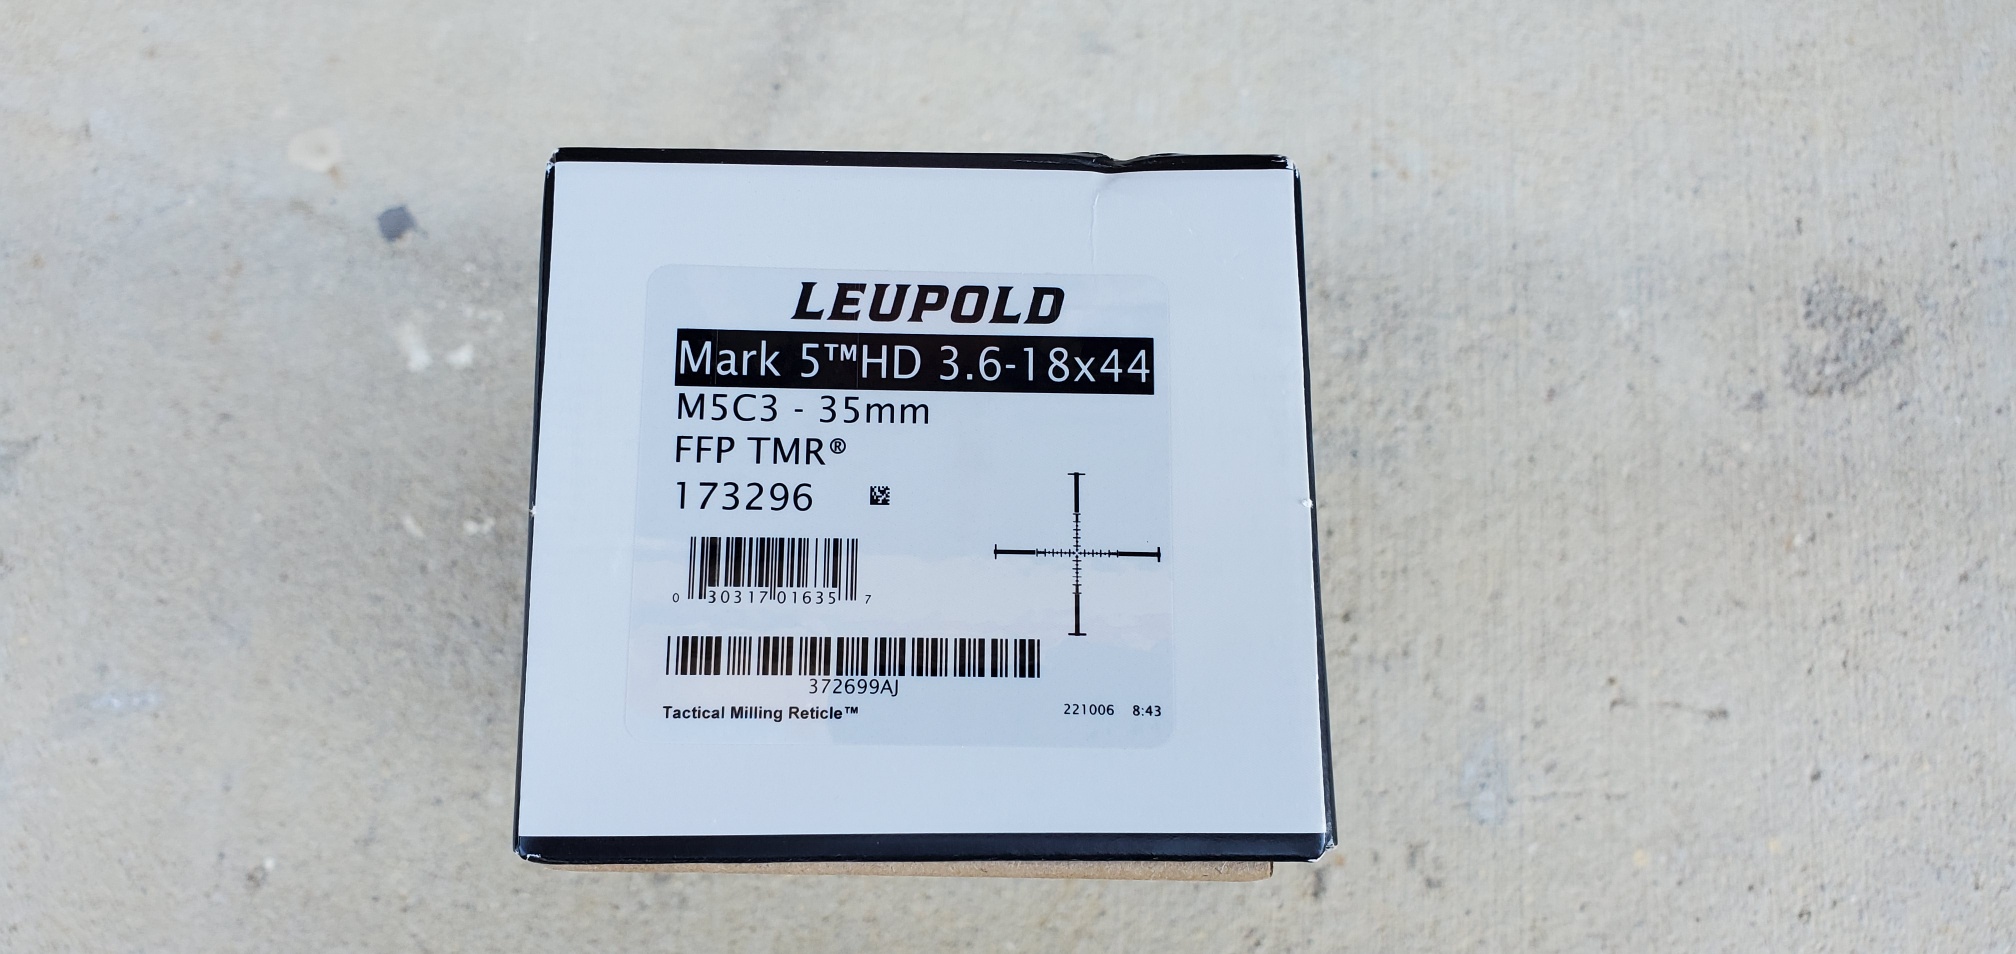 LEUPOLD
Mark 5™HD 3.6-18x44
M5C3 - 35mm
FFP TMR®
173296
0 30317 01635 7
372699AJ
Tactical Milling Reticle™ 221006 8:43